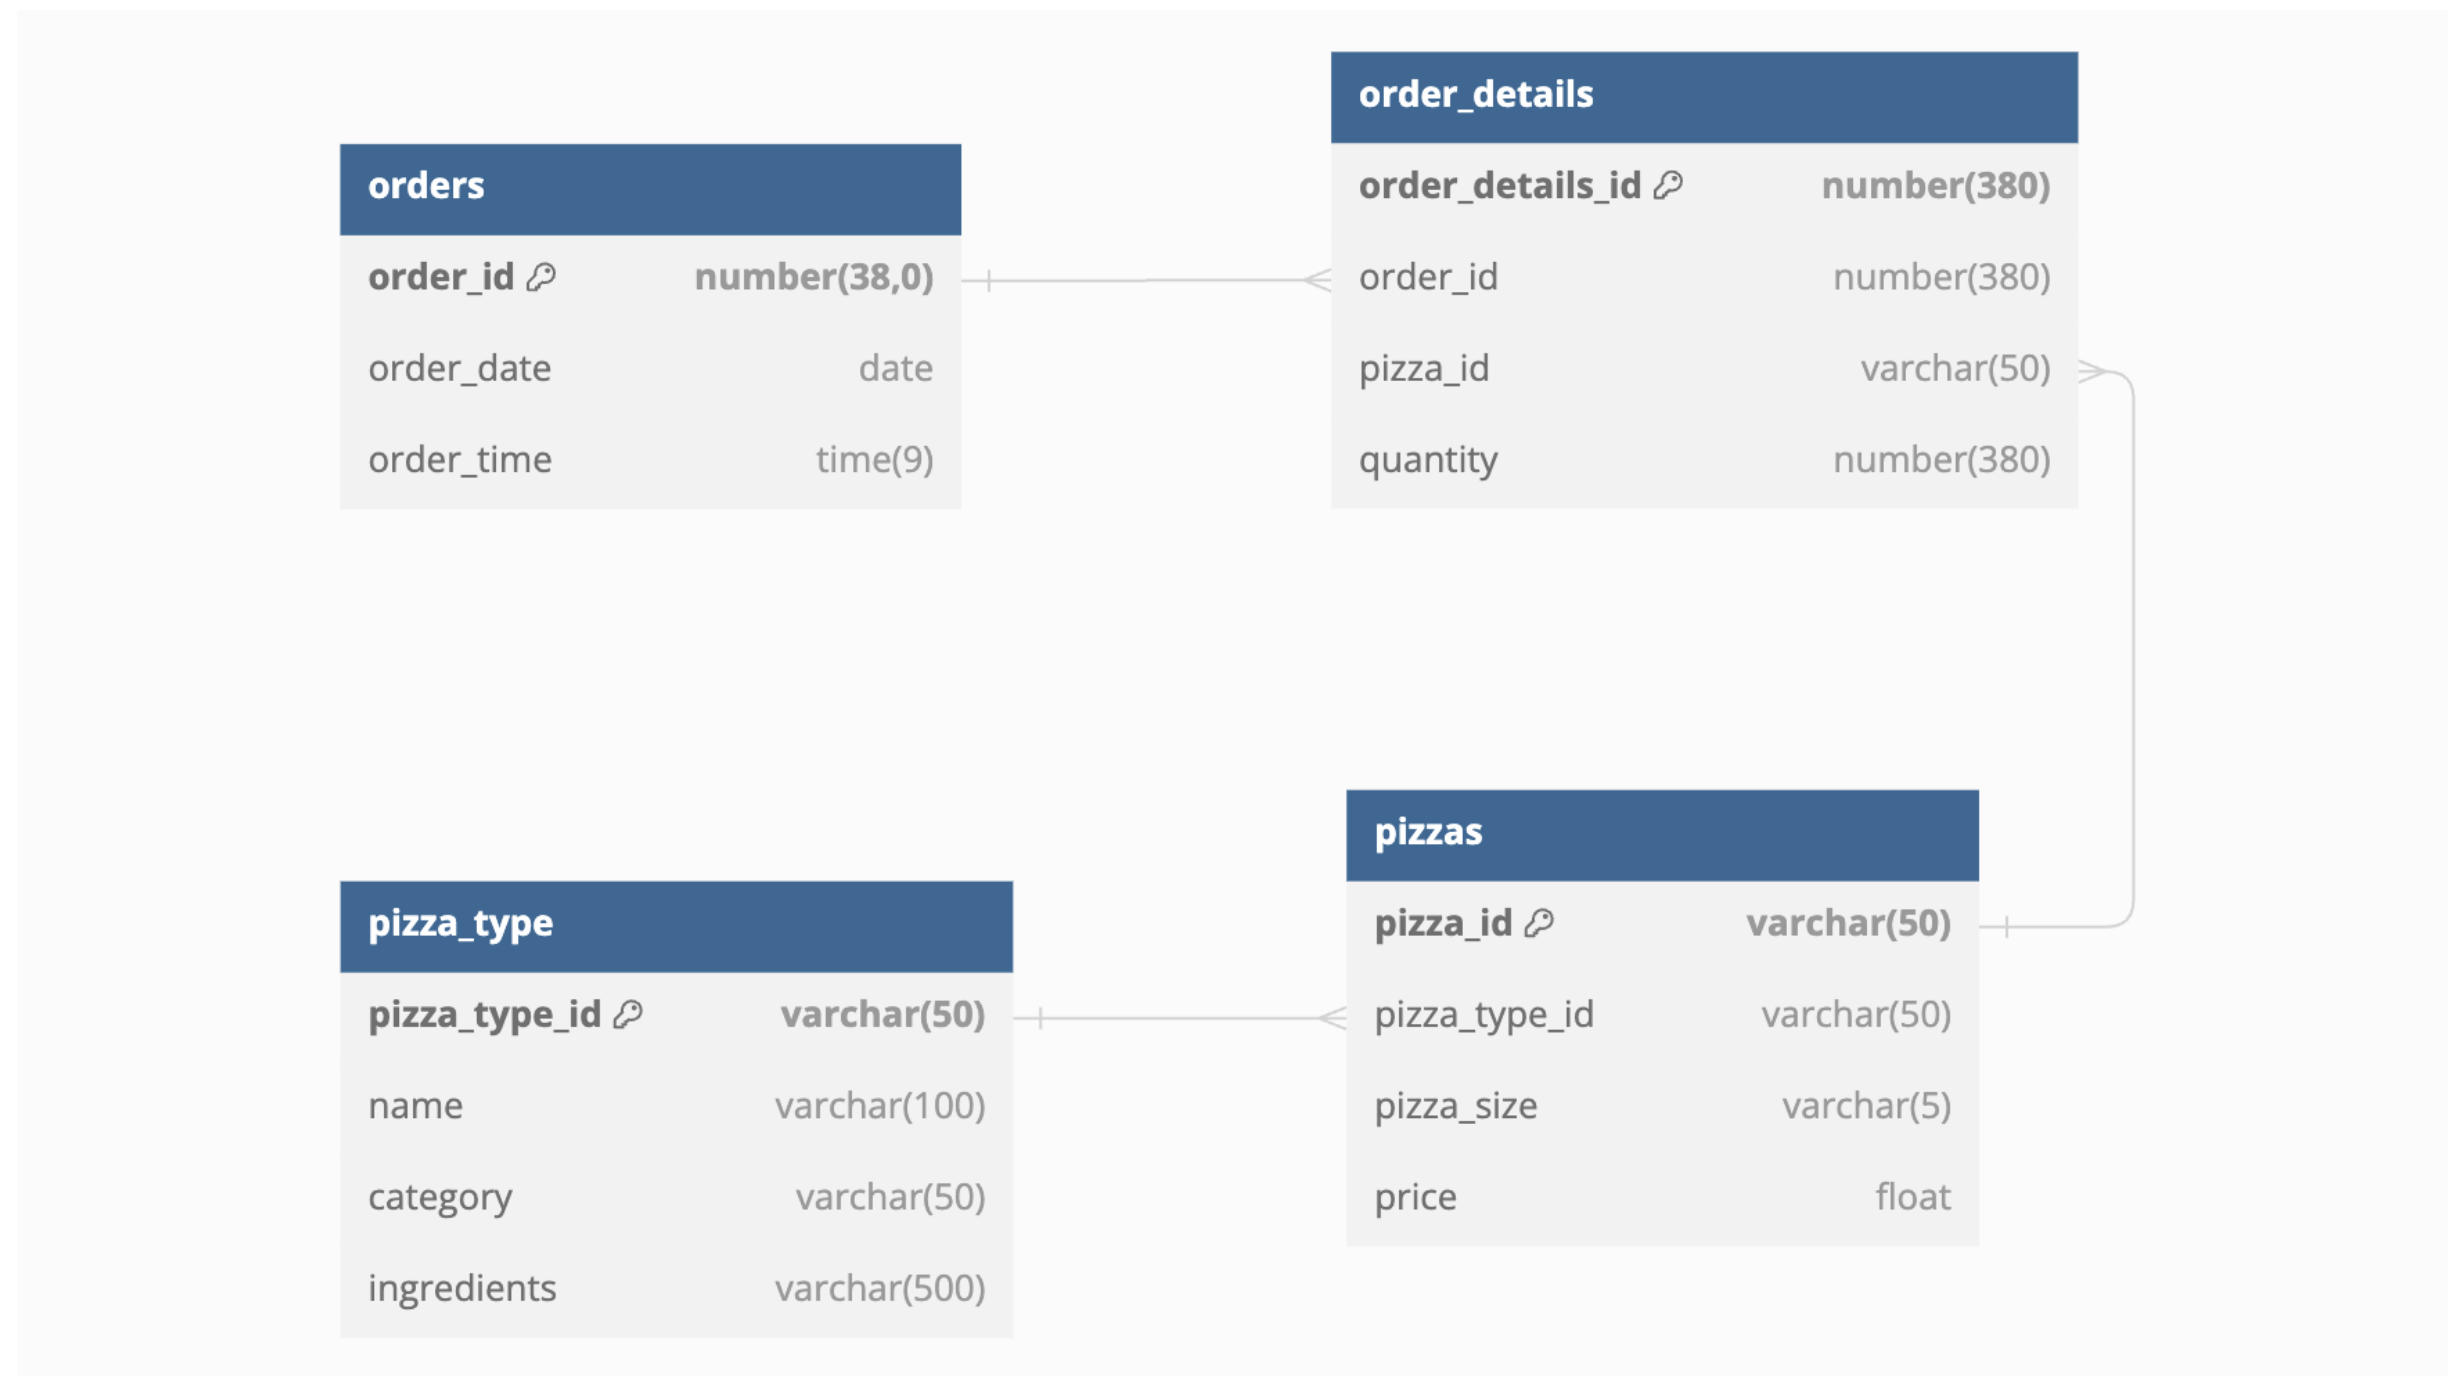 orders
order_id number(38,0)
order_date date
order_time time(9)
order_details
order_details_id number(380)
order_id number(380)
pizza_id varchar(50)
quantity number(380)
pizza_type
pizza_type_id varchar(50)
name varchar(100)
category varchar(50)
ingredients varchar(500)
pizzas
pizza_id varchar(50)
pizza_type_id varchar(50)
pizza_size varchar(5)
price float